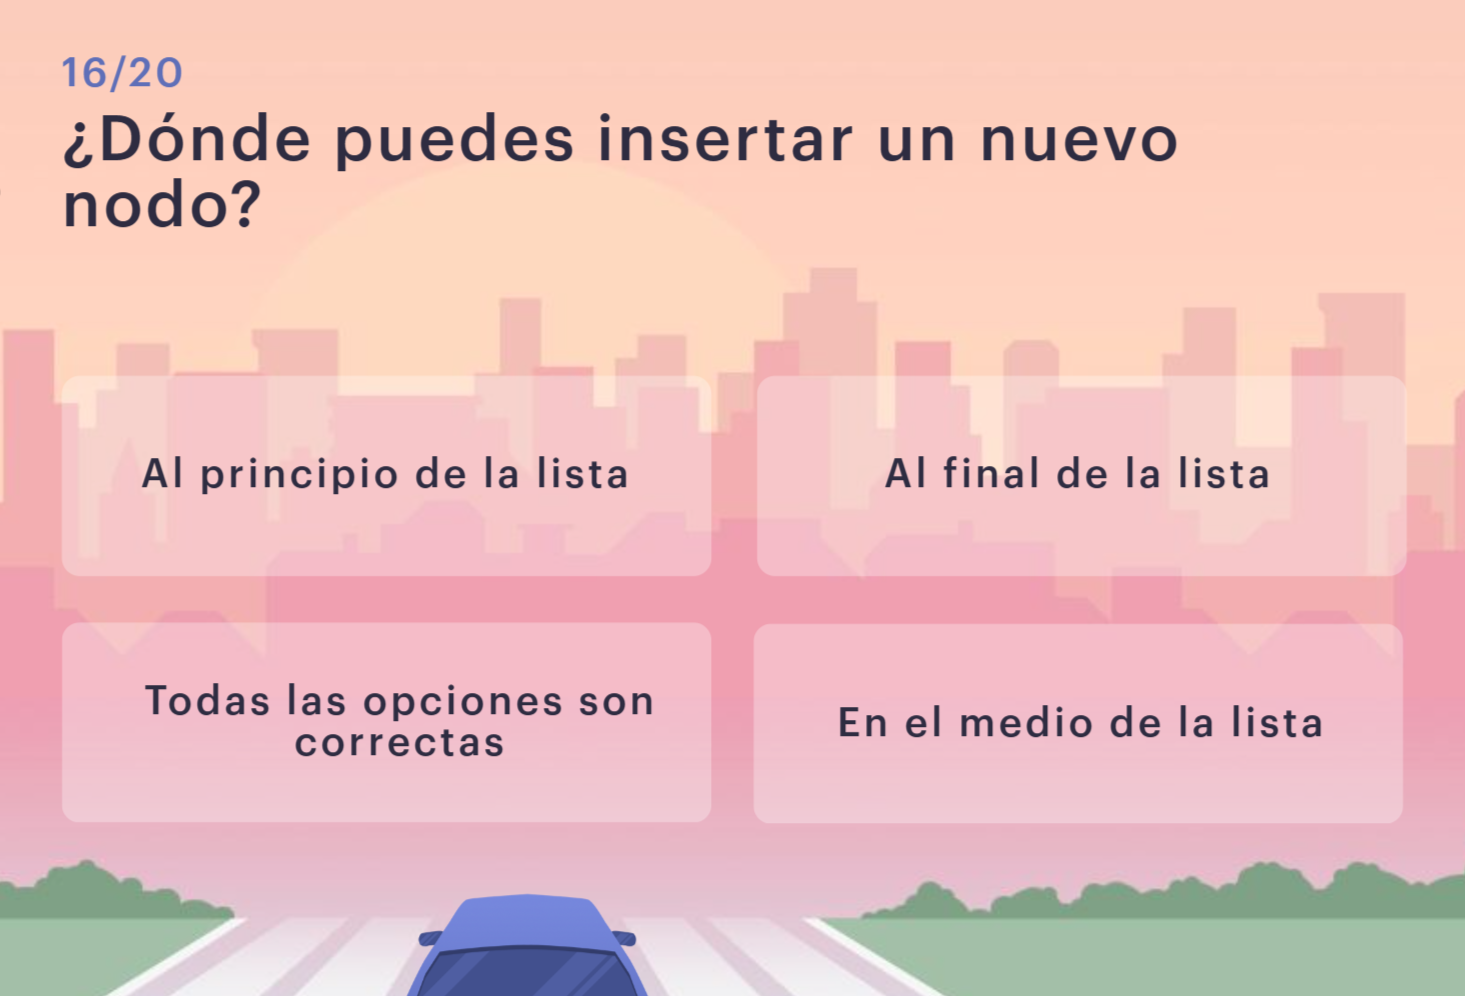 16/20
¿Dónde puedes insertar un nuevo
nodo?
Al principio de la lista
Al final de la lista
Todas las opciones son
correctas
En el medio de la lista